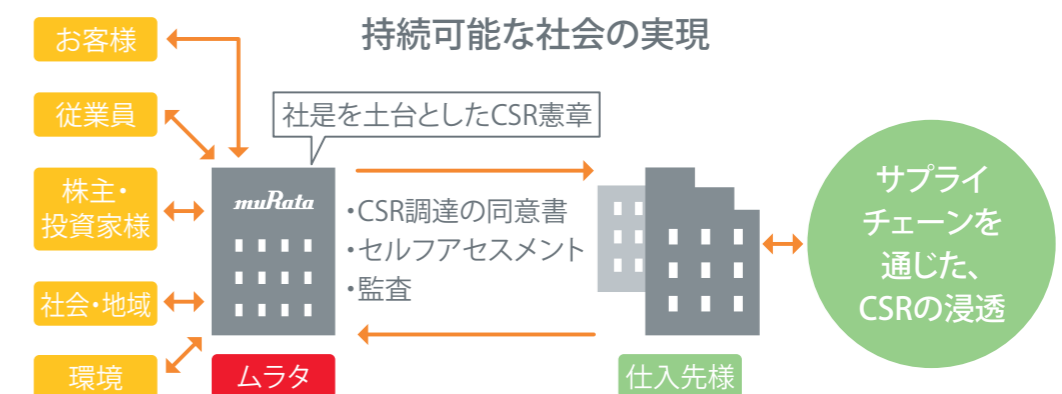 持続可能な社会の実現
お客様
従業員
株主・
投資家様
社会・地域
環境
社是を土台としたCSR憲章
muRata
ムラタ
・CSR調達の同意書
・セルフアセスメント
・監査
仕入先様
サプライ
チェーンを
通じた、
CSRの浸透